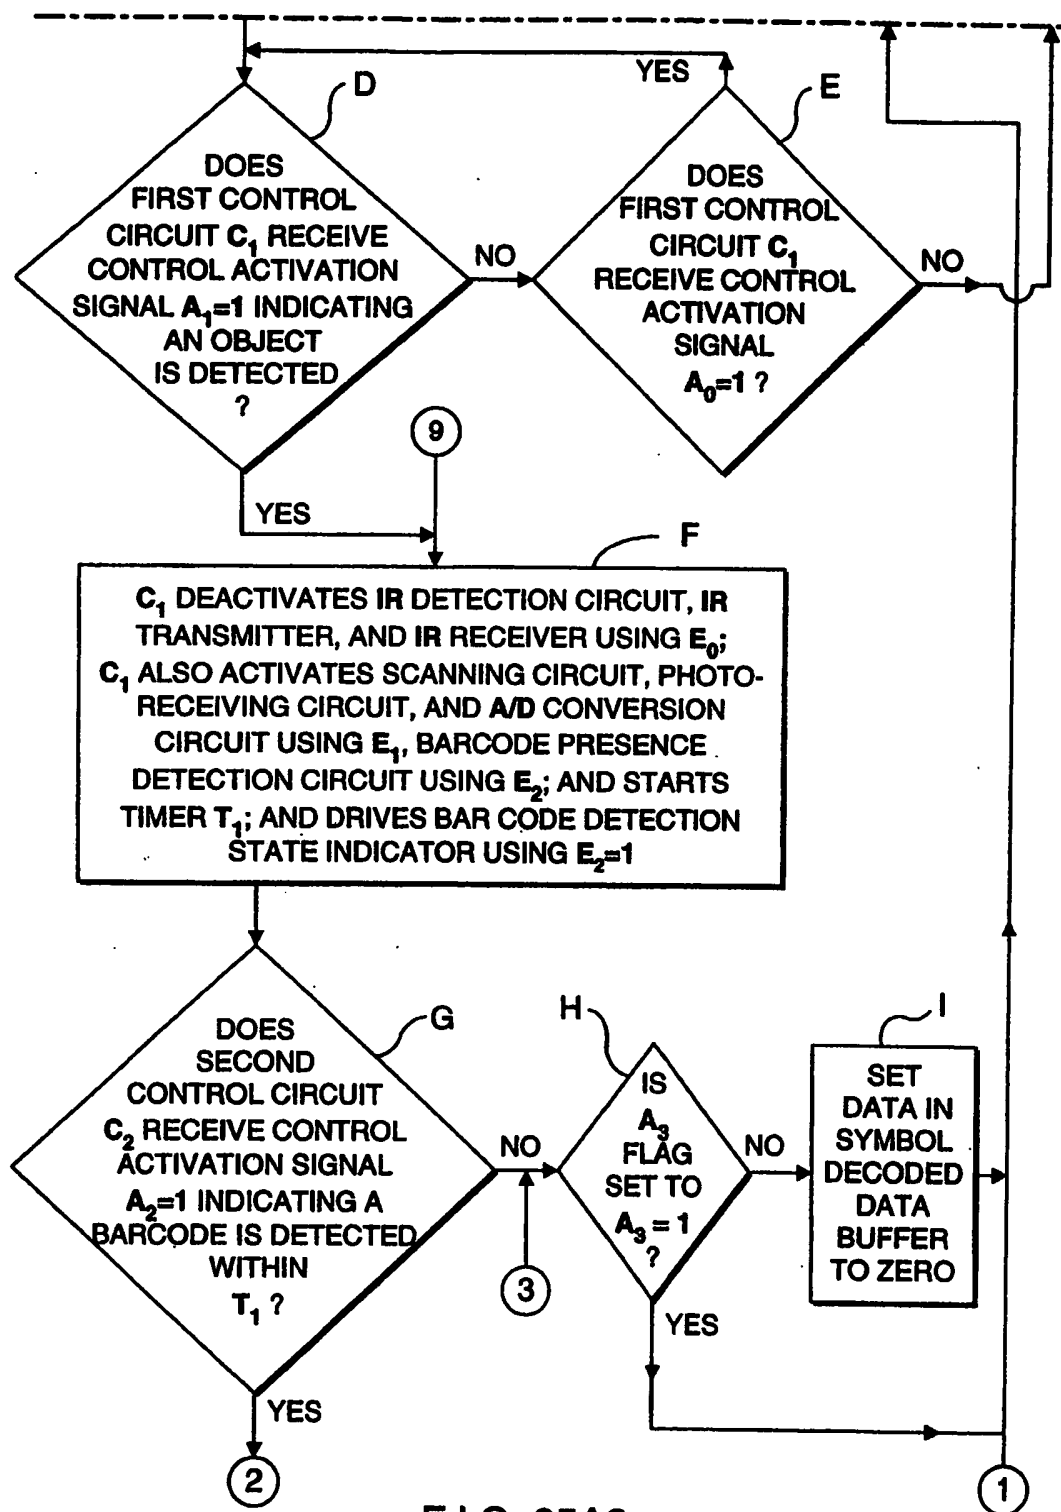 YES
D
E
DOES
FIRST CONTROL
CIRCUIT C₁ RECEIVE
CONTROL ACTIVATION
SIGNAL A₁=1 INDICATING
AN OBJECT
IS DETECTED
?
NO
DOES
FIRST CONTROL
CIRCUIT C₁
RECEIVE CONTROL
ACTIVATION
SIGNAL
A₀=1 ?
NO
9
YES
F
C₁ DEACTIVATES IR DETECTION CIRCUIT, IR
TRANSMITTER, AND IR RECEIVER USING E₀;
C₁ ALSO ACTIVATES SCANNING CIRCUIT, PHOTO-
RECEIVING CIRCUIT, AND A/D CONVERSION
CIRCUIT USING E₁, BARCODE PRESENCE
DETECTION CIRCUIT USING E₂; AND STARTS
TIMER T₁; AND DRIVES BAR CODE DETECTION
STATE INDICATOR USING E₂=1
G
DOES
SECOND
CONTROL CIRCUIT
C₂ RECEIVE CONTROL
ACTIVATION SIGNAL
A₂=1 INDICATING A
BARCODE IS DETECTED
WITHIN
T₁ ?
NO
3
H
IS
A₃
FLAG
SET TO
A₃ = 1
?
NO
I
SET
DATA IN
SYMBOL
DECODED
DATA
BUFFER
TO ZERO
YES
YES
2
1